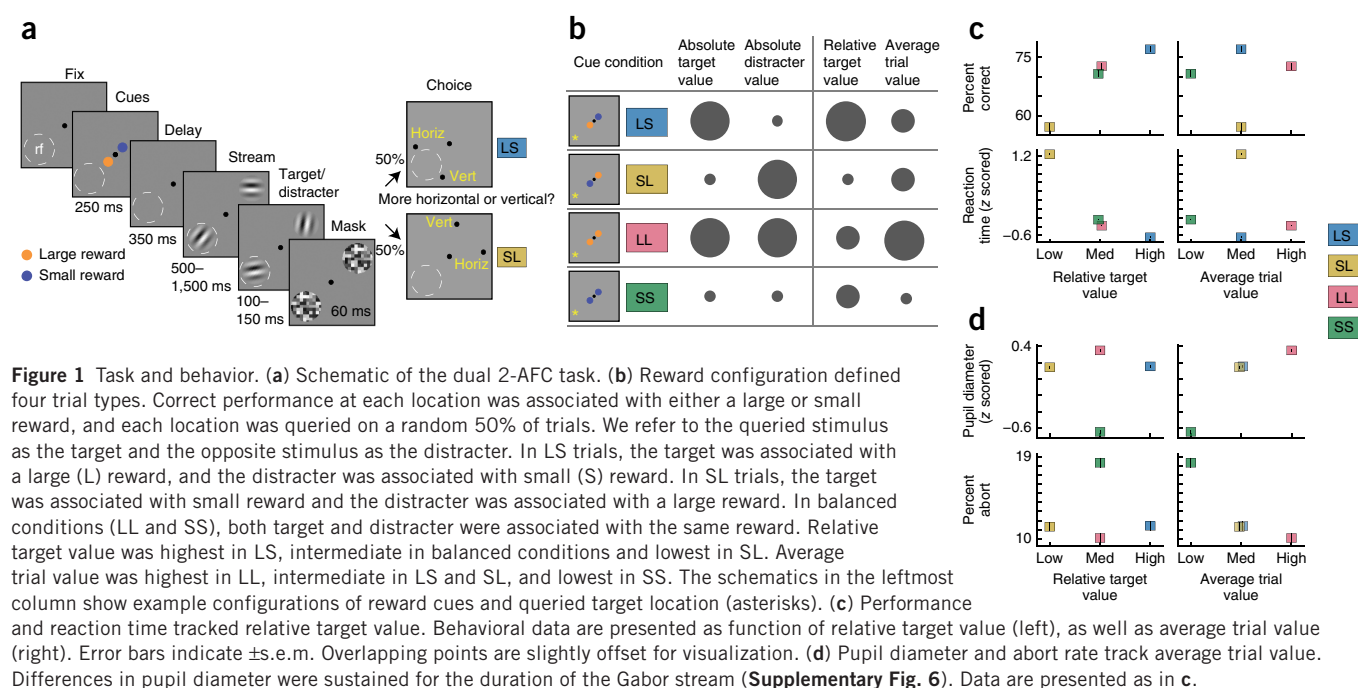 a
Fix
Cues
Delay
Stream
Target/
distracter
Mask
rf
250 ms
350 ms
500–
1,500 ms
100–
150 ms
60 ms
Large reward
Small reward
Choice
Horiz
50%
Vert
LS
More horizontal or vertical?
Vert
50%
Horiz
SL
b
Cue condition
Absolute
target
value
Absolute
distracter
value
Relative
target
value
Average
trial
value
*
LS
*
SL
*
LL
*
SS
c
Percent
correct
75
60
Reaction
time (z scored)
1.2
–0.6
Low Med High
Relative target
value
Low Med High
Average trial
value
LS
SL
LL
SS
d
Pupil diameter
(z scored)
0.4
–0.6
Percent
abort
19
10
Low Med High
Relative target
value
Low Med High
Average trial
value
Figure 1 Task and behavior. (a) Schematic of the dual 2-AFC task. (b) Reward configuration defined
four trial types. Correct performance at each location was associated with either a large or small
reward, and each location was queried on a random 50% of trials. We refer to the queried stimulus
as the target and the opposite stimulus as the distracter. In LS trials, the target was associated with
a large (L) reward, and the distracter was associated with small (S) reward. In SL trials, the target
was associated with small reward and the distracter was associated with a large reward. In balanced
conditions (LL and SS), both target and distracter were associated with the same reward. Relative
target value was highest in LS, intermediate in balanced conditions and lowest in SL. Average
trial value was highest in LL, intermediate in LS and SL, and lowest in SS. The schematics in the leftmost
column show example configurations of reward cues and queried target location (asterisks). (c) Performance
and reaction time tracked relative target value. Behavioral data are presented as function of relative target value (left), as well as average trial value
(right). Error bars indicate ±s.e.m. Overlapping points are slightly offset for visualization. (d) Pupil diameter and abort rate track average trial value.
Differences in pupil diameter were sustained for the duration of the Gabor stream (Supplementary Fig. 6). Data are presented as in c.